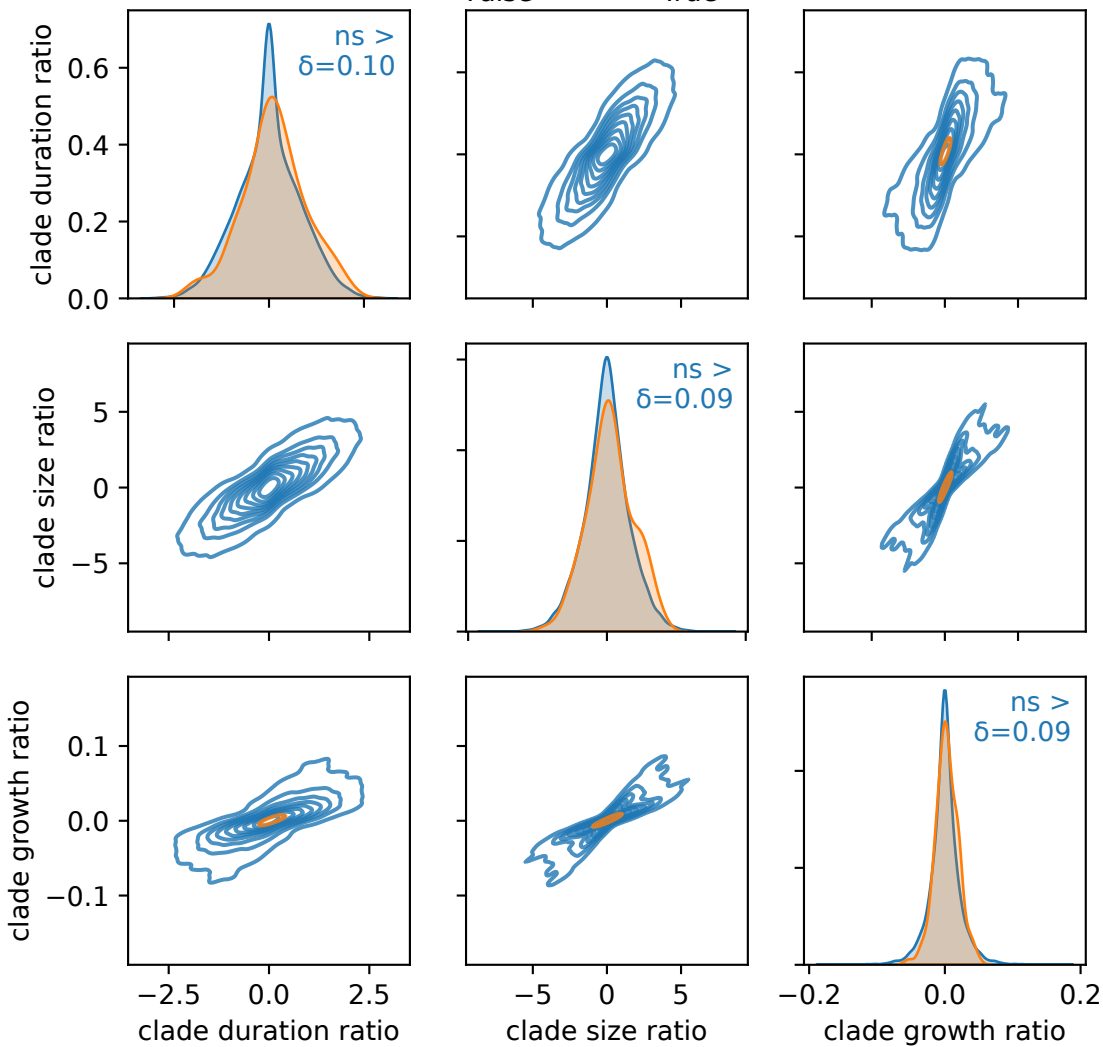 clade duration ratio
0.6
0.4
0.2
0.0
ns >
δ=0.10
clade size ratio
5
0
−5
ns >
δ=0.09
clade growth ratio
0.1
0.0
−0.1
ns >
δ=0.09
−2.5 0.0 2.5
−5 0 5
−0.2 0.0 0.2
clade duration ratio
clade size ratio
clade growth ratio